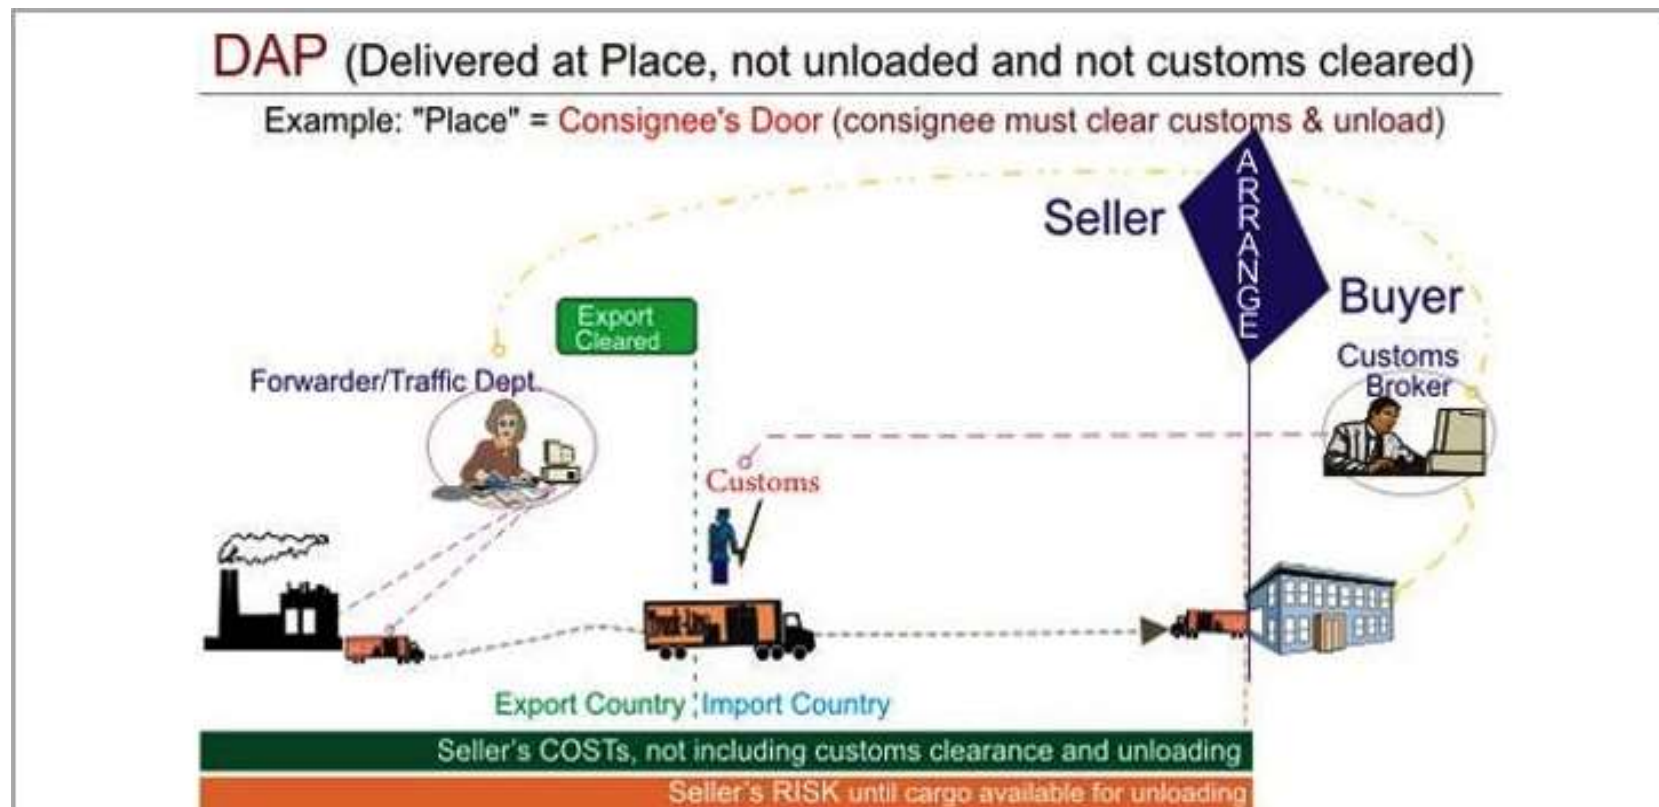 DAP (Delivered at Place, not unloaded and not customs cleared)
Example: "Place" = Consignee's Door (consignee must clear customs & unload)
ARRANGE
Seller
Buyer
Export
Cleared
Customs
Broker
Forwarder/Traffic Dept.
Customs
Export Country
Import Country
Seller's COSTs, not including customs clearance and unloading
Seller's RISK until cargo available for unloading